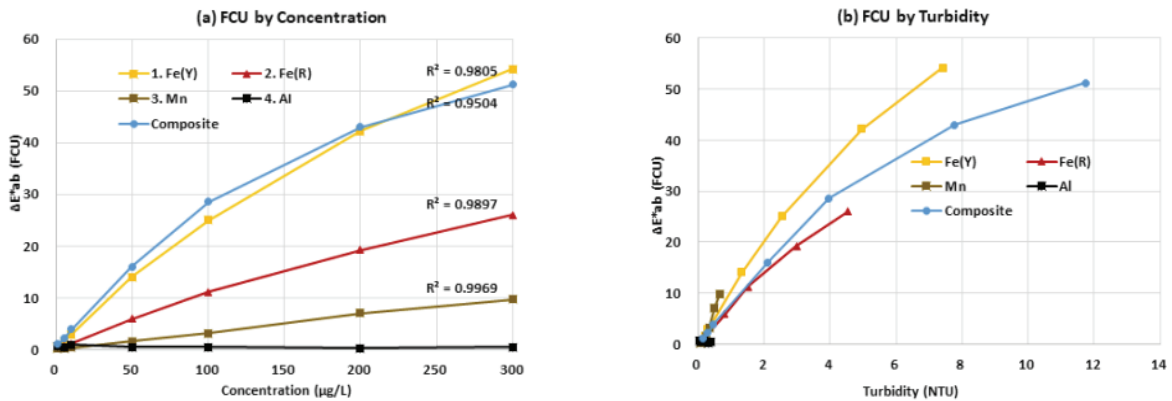 (a) FCU by Concentration
60
50
40
30
20
10
0
ΔE*ab (FCU)
1. Fe(Y) 2. Fe(R)
3. Mn 4. Al
Composite
R² = 0.9805
R² = 0.9504
R² = 0.9897
R² = 0.9969
0 50 100 150 200 250 300
Concentration (µg/L)
(b) FCU by Turbidity
60
50
40
30
20
10
0
ΔE*ab (FCU)
Fe(Y) Fe(R)
Mn Al
Composite
0 2 4 6 8 10 12 14
Turbidity (NTU)